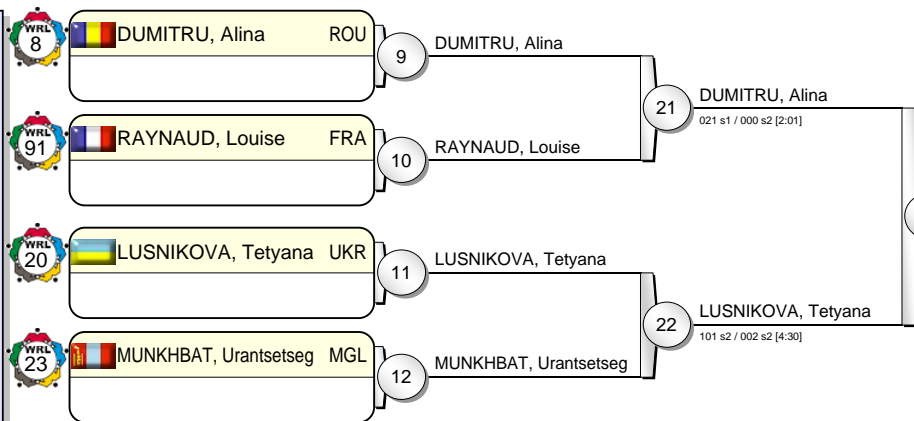 WRL
8
DUMITRU, Alina ROU
9
DUMITRU, Alina
21
DUMITRU, Alina
021 s1 / 000 s2 [2:01]
WRL
91
RAYNAUD, Louise FRA
10
RAYNAUD, Louise
WRL
20
LUSNIKOVA, Tetyana UKR
11
LUSNIKOVA, Tetyana
22
LUSNIKOVA, Tetyana
101 s2 / 002 s2 [4:30]
WRL
23
MUNKHBAT, Urantsetseg MGL
12
MUNKHBAT, Urantsetseg